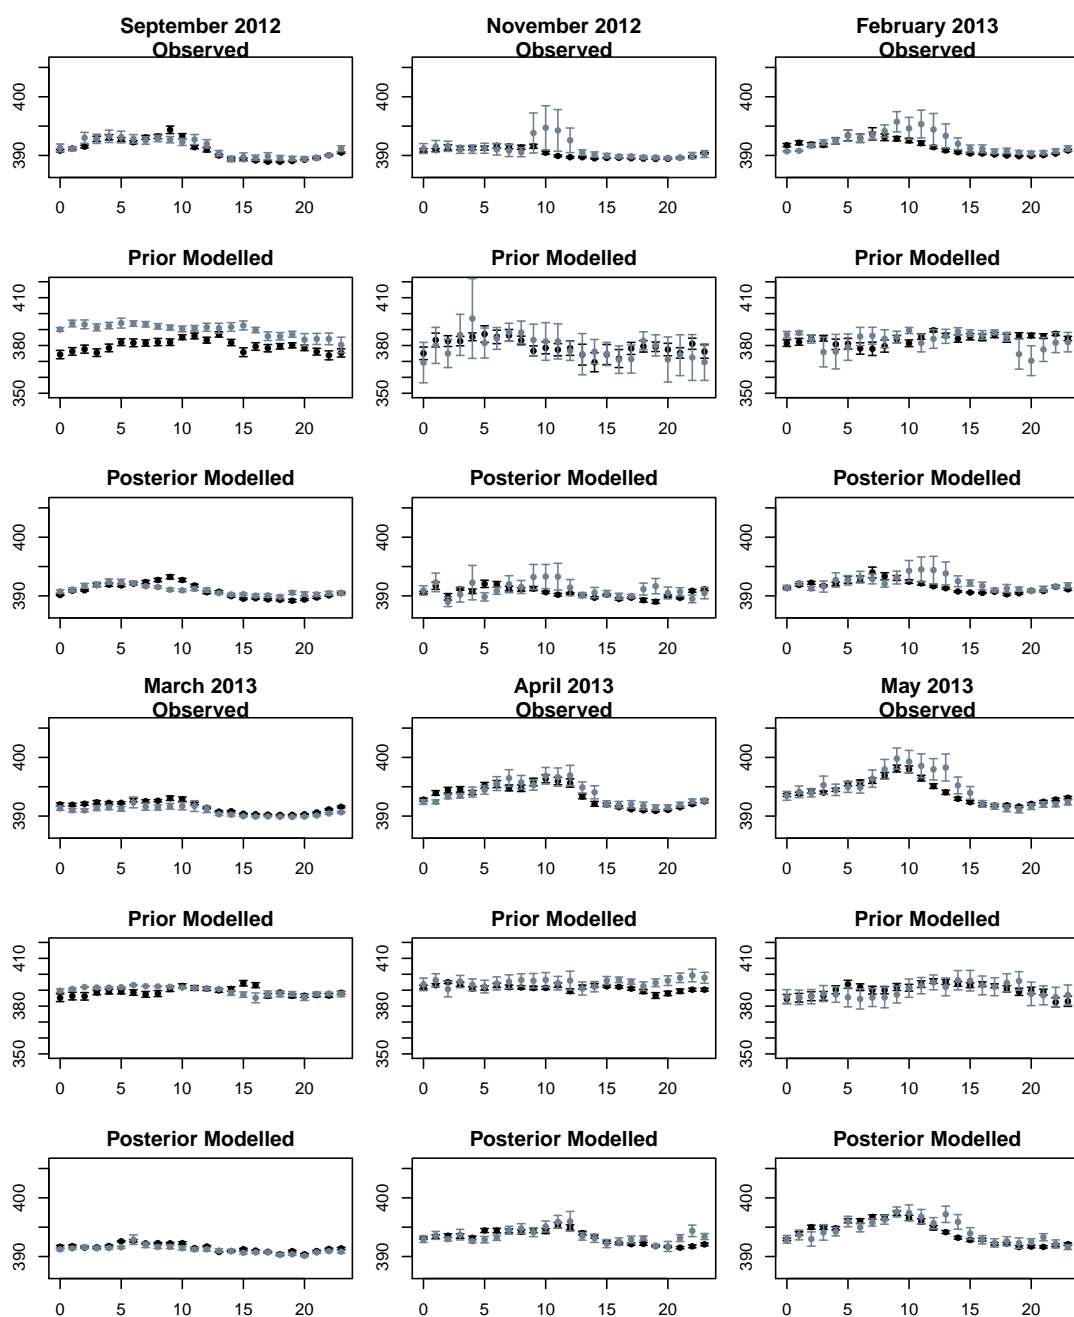 September 2012 November 2012 February 2013
Observed Observed Observed
390 400 390 400 390 400
0 5 10 15 20 0 5 10 15 20 0 5 10 15 20
Prior Modelled Prior Modelled Prior Modelled
350 380 410 350 380 410 350 380 410
0 5 10 15 20 0 5 10 15 20 0 5 10 15 20
Posterior Modelled Posterior Modelled Posterior Modelled
390 400 390 400 390 400
0 5 10 15 20 0 5 10 15 20 0 5 10 15 20
March 2013 April 2013 May 2013
Observed Observed Observed
390 400 390 400 390 400
0 5 10 15 20 0 5 10 15 20 0 5 10 15 20
Prior Modelled Prior Modelled Prior Modelled
350 380 410 350 380 410 350 380 410
0 5 10 15 20 0 5 10 15 20 0 5 10 15 20
Posterior Modelled Posterior Modelled Posterior Modelled
390 400 390 400 390 400
0 5 10 15 20 0 5 10 15 20 0 5 10 15 20